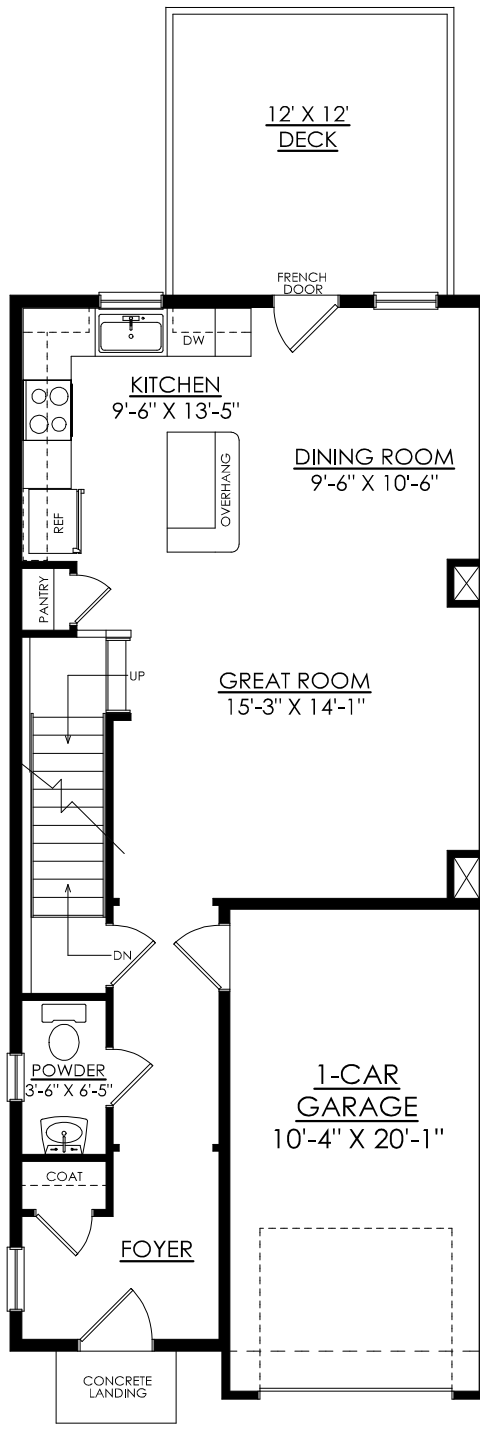 12' X 12'
DECK
FRENCH
DOOR
DW
KITCHEN
9'-6" X 13'-5"
OVERHANG
DINING ROOM
9'-6" X 10'-6"
REF
PANTRY
UP
GREAT ROOM
15'-3" X 14'-1"
DN
POWDER
3'-6" X 6'-5"
1-CAR
GARAGE
10'-4" X 20'-1"
COAT
FOYER
CONCRETE
LANDING